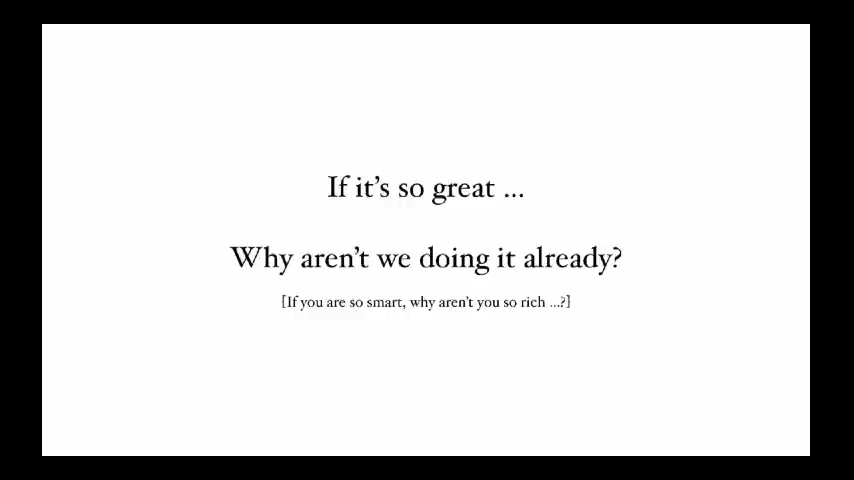 If it’s so great ...
Why aren’t we doing it already?
[If you are so smart, why aren’t you so rich ...?]